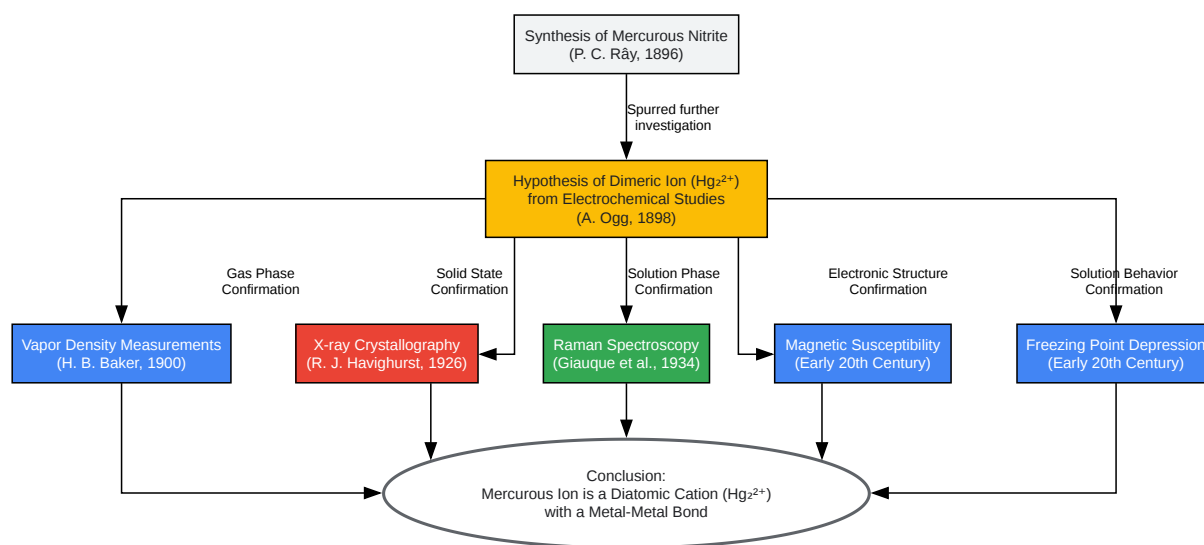 Synthesis of Mercurous Nitrite
(P. C. Rây, 1896)
Spurred further
investigation
Hypothesis of Dimeric Ion (Hg₂²⁺)
from Electrochemical Studies
(A. Ogg, 1898)
Gas Phase
Confirmation
Solid State
Confirmation
Solution Phase
Confirmation
Electronic Structure
Confirmation
Solution Behavior
Confirmation
Vapor Density Measurements
(H. B. Baker, 1900)
X-ray Crystallography
(R. J. Havighurst, 1926)
Raman Spectroscopy
(Giauque et al., 1934)
Magnetic Susceptibility
(Early 20th Century)
Freezing Point Depression
(Early 20th Century)
Conclusion:
Mercurous Ion is a Diatomic Cation (Hg₂²⁺)
with a Metal-Metal Bond